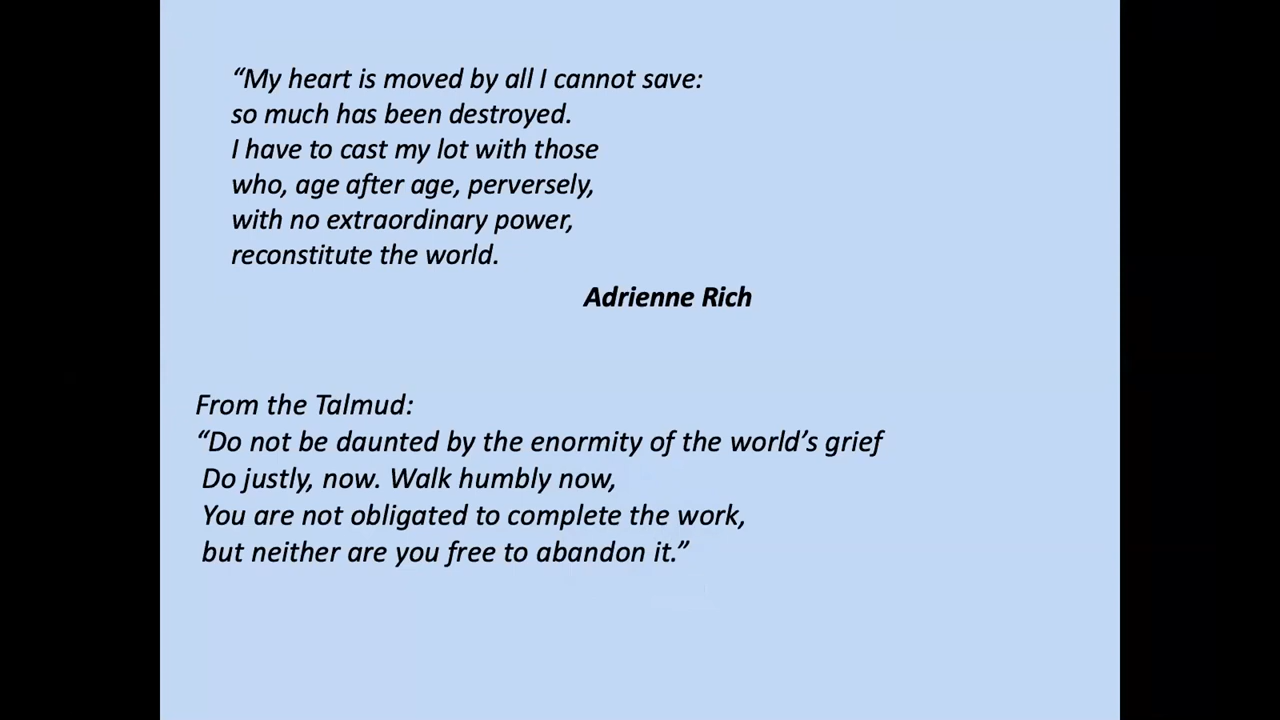 “My heart is moved by all I cannot save:
so much has been destroyed.
I have to cast my lot with those
who, age after age, perversely,
with no extraordinary power,
reconstitute the world.
Adrienne Rich
From the Talmud:
“Do not be daunted by the enormity of the world’s grief
Do justly, now. Walk humbly now,
You are not obligated to complete the work,
but neither are you free to abandon it.”